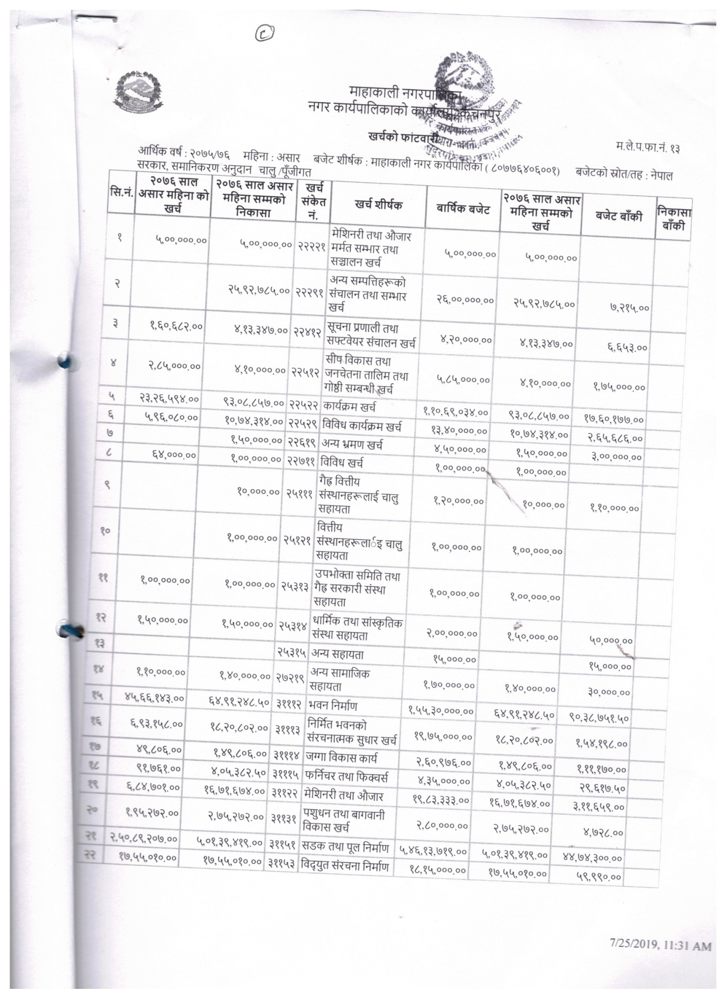 माहाकाली नगरपालिका
नगर कार्यपालिकाको कार्यालय, कंचनपुर
खर्चको फांटवारी
म.ले.प.फा.नं. १३
आर्थिक वर्ष : २०७५/७६ महिना : असार बजेट शीर्षक : माहाकाली नगर कार्यपालिका ( ८०७७६४०६००१) बजेटको स्रोत/तह : नेपाल
सरकार, समानिकरण अनुदान चालु /पूँजीगत
सि.नं. २०७६ साल असार महिना को खर्च २०७६ साल असार महिना सम्मको निकासा खर्च संकेत नं. खर्च शीर्षक बार्षिक बजेट २०७६ साल असार महिना सम्मको खर्च बजेट बाँकी निकासा बाँकी
१ ५,००,०००.०० ५,००,०००.०० २२२२१ मेशिनरी तथा औजार मर्मत सम्भार तथा सञ्चालन खर्च ५,००,०००.०० ५,००,०००.००
२ २५,९२,७८५.०० २२२९१ अन्य सम्पत्तिहरूको संचालन तथा सम्भार खर्च २६,००,०००.०० २५,९२,७८५.०० ७,२१५.००
३ १,६०,६८२.०० ४,१३,३४७.०० २२४१२ सूचना प्रणाली तथा सफ्टवेयर संचालन खर्च ४,२०,०००.०० ४,१३,३४७.०० ६,६५३.००
४ २,८५,०००.०० ४,१०,०००.०० २२५१२ सीप विकास तथा जनचेतना तालिम तथा गोष्ठी सम्बन्धी खर्च ५,८५,०००.०० ४,१०,०००.०० १,७५,०००.००
५ २३,२६,५९४.०० ९३,०८,८५७.०० २२५२२ कार्यक्रम खर्च १,१०,६९,०३४.०० ९३,०८,८५७.०० १७,६०,१७७.००
६ ५,९६,०८०.०० १०,७४,३१४.०० २२५२९ विविध कार्यक्रम खर्च १३,४०,०००.०० १०,७४,३१४.०० २,६५,६८६.००
७ १,५०,०००.०० २२६१९ अन्य भ्रमण खर्च ४,५०,०००.०० १,५०,०००.०० ३,००,०००.००
८ ६४,०००.०० १,००,०००.०० २२७११ विविध खर्च १,००,०००.०० १,००,०००.००
९ १०,०००.०० २५१११ गैह्र वित्तीय संस्थानहरूलाई चालु सहायता १,२०,०००.०० १०,०००.०० १,१०,०००.००
१० १,००,०००.०० २५१२१ वित्तीय संस्थानहरूलार्इ चालु सहायता १,००,०००.०० १,००,०००.००
११ १,००,०००.०० १,००,०००.०० २५३१३ उपभोक्ता समिति तथा गैह्र सरकारी संस्था सहायता १,००,०००.०० १,००,०००.००
१२ १,५०,०००.०० १,५०,०००.०० २५३१४ धार्मिक तथा सांस्कृतिक संस्था सहायता २,००,०००.०० १,५०,०००.०० ५०,०००.००
१३ २५३१५ अन्य सहायता १५,०००.०० १५,०००.००
१४ १,१०,०००.०० १,४०,०००.०० २७२१९ अन्य सामाजिक सहायता १,७०,०००.०० १,४०,०००.०० ३०,०००.००
१५ ४५,६६,१४३.०० ६४,९१,२४८.५० ३१११२ भवन निर्माण १,५५,३०,०००.०० ६४,९१,२४८.५० ९०,३८,७५१.५०
१६ ६,९३,१५८.०० १८,२०,८०२.०० ३१११३ निर्मित भवनको संरचनात्मक सुधार खर्च १९,७५,०००.०० १८,२०,८०२.०० १,५४,१९८.००
१७ ४९,८०६.०० १,४९,८०६.०० ३१११४ जग्गा विकास कार्य २,६०,९७६.०० १,४९,८०६.०० १,११,१७०.००
१८ ९१,७६१.०० ४,०५,३८२.५० ३१११५ फर्निचर तथा फिक्चर्स ४,३५,०००.०० ४,०५,३८२.५० २९,६१७.५०
१९ ६,८४,७०१.०० १६,७१,६७४.०० ३११२२ मेशिनरी तथा औजार १९,८३,३३३.०० १६,७१,६७४.०० ३,११,६५९.००
२० १,९५,२७२.०० २,७५,२७२.०० ३११३१ पशुधन तथा बागवानी विकास खर्च २,८०,०००.०० २,७५,२७२.०० ४,७२८.००
२१ २,५०,८९,२०७.०० ५,०१,३९,४१९.०० ३११५१ सडक तथा पूल निर्माण ५,४६,१३,७१९.०० ५,०१,३९,४१९.०० ४४,७४,३००.००
२२ १७,५५,०१०.०० १७,५५,०१०.०० ३११५३ विद्युत संरचना निर्माण १८,१५,०००.०० १७,५५,०१०.०० ५९,९९०.००
7/25/2019, 11:31 AM